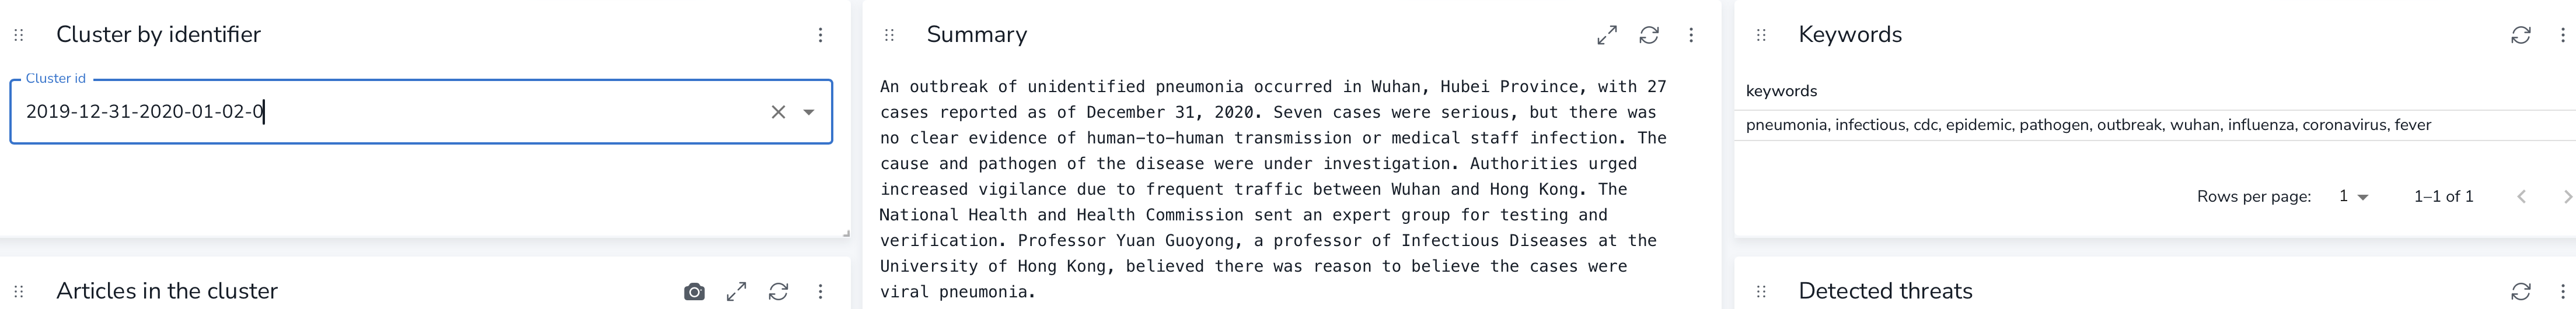 Cluster by identifier
Cluster id
2019-12-31-2020-01-02-0
Articles in the cluster
Summary
An outbreak of unidentified pneumonia occurred in Wuhan, Hubei Province, with 27
cases reported as of December 31, 2020. Seven cases were serious, but there was
no clear evidence of human-to-human transmission or medical staff infection. The
cause and pathogen of the disease were under investigation. Authorities urged
increased vigilance due to frequent traffic between Wuhan and Hong Kong. The
National Health and Health Commission sent an expert group for testing and
verification. Professor Yuan Guoyong, a professor of Infectious Diseases at the
University of Hong Kong, believed there was reason to believe the cases were
viral pneumonia.
Keywords
keywords
pneumonia, infectious, cdc, epidemic, pathogen, outbreak, wuhan, influenza, coronavirus, fever
Rows per page: 1 1–1 of 1
Detected threats